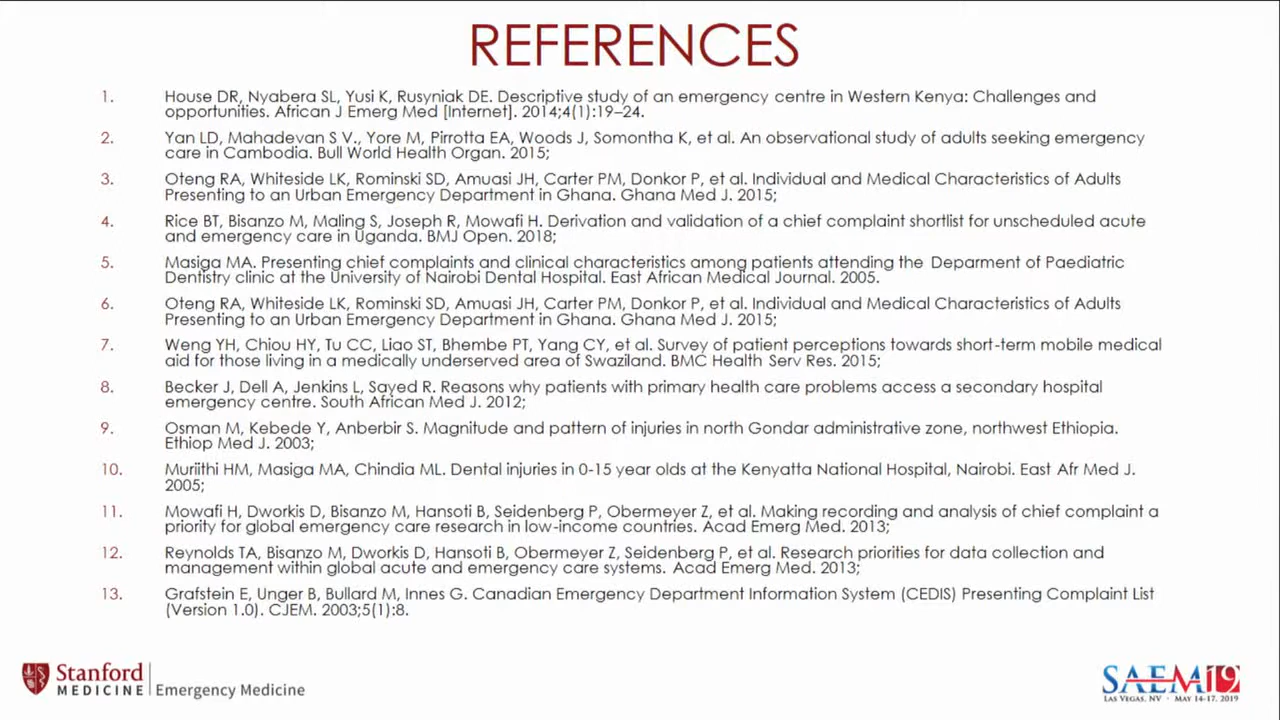 REFERENCES
1. House DR, Nyabera SL, Yusi K, Rusyniak DE. Descriptive study of an emergency centre in Western Kenya: Challenges and
opportunities. African J Emerg Med [Internet]. 2014;4(1):19–24.
2. Yan LD, Mahadevan S V., Yore M, Pirrotta EA, Woods J, Somontha K, et al. An observational study of adults seeking emergency
care in Cambodia. Bull World Health Organ. 2015;
3. Oteng RA, Whiteside LK, Rominski SD, Amuasi JH, Carter PM, Donkor P, et al. Individual and Medical Characteristics of Adults
Presenting to an Urban Emergency Department in Ghana. Ghana Med J. 2015;
4. Rice BT, Bisanzo M, Maling S, Joseph R, Mowafi H. Derivation and validation of a chief complaint shortlist for unscheduled acute
and emergency care in Uganda. BMJ Open. 2018;
5. Masiga MA. Presenting chief complaints and clinical characteristics among patients attending the Deparment of Paediatric
Dentistry clinic at the University of Nairobi Dental Hospital. East African Medical Journal. 2005.
6. Oteng RA, Whiteside LK, Rominski SD, Amuasi JH, Carter PM, Donkor P, et al. Individual and Medical Characteristics of Adults
Presenting to an Urban Emergency Department in Ghana. Ghana Med J. 2015;
7. Weng YH, Chiou HY, Tu CC, Liao ST, Bhembe PT, Yang CY, et al. Survey of patient perceptions towards short-term mobile medical
aid for those living in a medically underserved area of Swaziland. BMC Health Serv Res. 2015;
8. Becker J, Dell A, Jenkins L, Sayed R. Reasons why patients with primary health care problems access a secondary hospital
emergency centre. South African Med J. 2012;
9. Osman M, Kebede Y, Anberbir S. Magnitude and pattern of injuries in north Gondar administrative zone, northwest Ethiopia.
Ethiop Med J. 2003;
10. Muriithi HM, Masiga MA, Chindia ML. Dental injuries in 0-15 year olds at the Kenyatta National Hospital, Nairobi. East Afr Med J.
2005;
11. Mowafi H, Dworkis D, Bisanzo M, Hansoti B, Seidenberg P, Obermeyer Z, et al. Making recording and analysis of chief complaint a
priority for global emergency care research in low-income countries. Acad Emerg Med. 2013;
12. Reynolds TA, Bisanzo M, Dworkis D, Hansoti B, Obermeyer Z, Seidenberg P, et al. Research priorities for data collection and
management within global acute and emergency care systems. Acad Emerg Med. 2013;
13. Grafstein E, Unger B, Bullard M, Innes G. Canadian Emergency Department Information System (CEDIS) Presenting Complaint List
(Version 1.0). CJEM. 2003;5(1):8.
Stanford
MEDICINE
Emergency Medicine
SAEM19
LAS VEGAS, NV · MAY 14-17, 2019